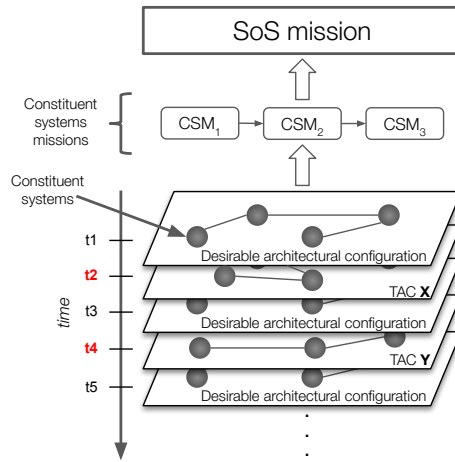 SoS mission
Constituent
systems
missions
CSM1
CSM2
CSM3
Constituent
systems
t1
Desirable architectural configuration
t2
TAC X
time
t3
Desirable architectural configuration
t4
TAC Y
t5
Desirable architectural configuration